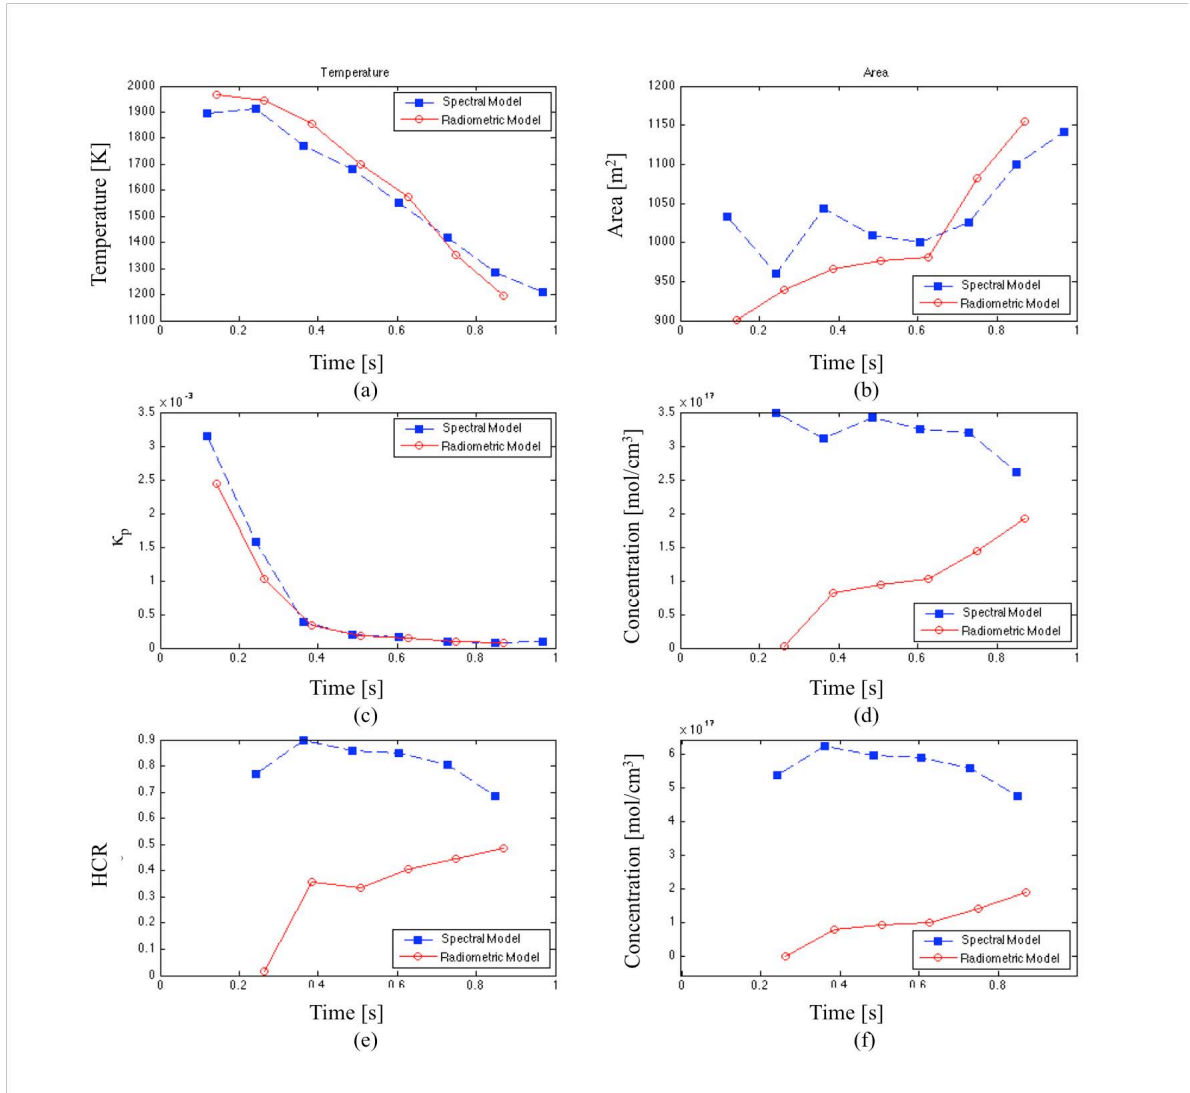 Temperature
2000
1900
1800
1700
1600
1500
1400
1300
1200
1100
Temperature [K]
Spectral Model
Radiometric Model
0 0.2 0.4 0.6 0.8 1
Time [s]
(a)
Area
1200
1150
1100
1050
1000
950
900
Area [m²]
Spectral Model
Radiometric Model
0 0.2 0.4 0.6 0.8 1
Time [s]
(b)
× 10⁻³
3.5
3
2.5
2
1.5
1
0.5
0
κp
Spectral Model
Radiometric Model
0 0.2 0.4 0.6 0.8 1
Time [s]
(c)
× 10¹⁷
3.5
3
2.5
2
1.5
1
0.5
0
Concentration [mol/cm³]
Spectral Model
Radiometric Model
0 0.2 0.4 0.6 0.8 1
Time [s]
(d)
0.9
0.8
0.7
0.6
0.5
0.4
0.3
0.2
0.1
0
HCR
Spectral Model
Radiometric Model
0 0.2 0.4 0.6 0.8 1
Time [s]
(e)
× 10¹⁷
6
5
4
3
2
1
0
Concentration [mol/cm³]
Spectral Model
Radiometric Model
0 0.2 0.4 0.6 0.8
Time [s]
(f)